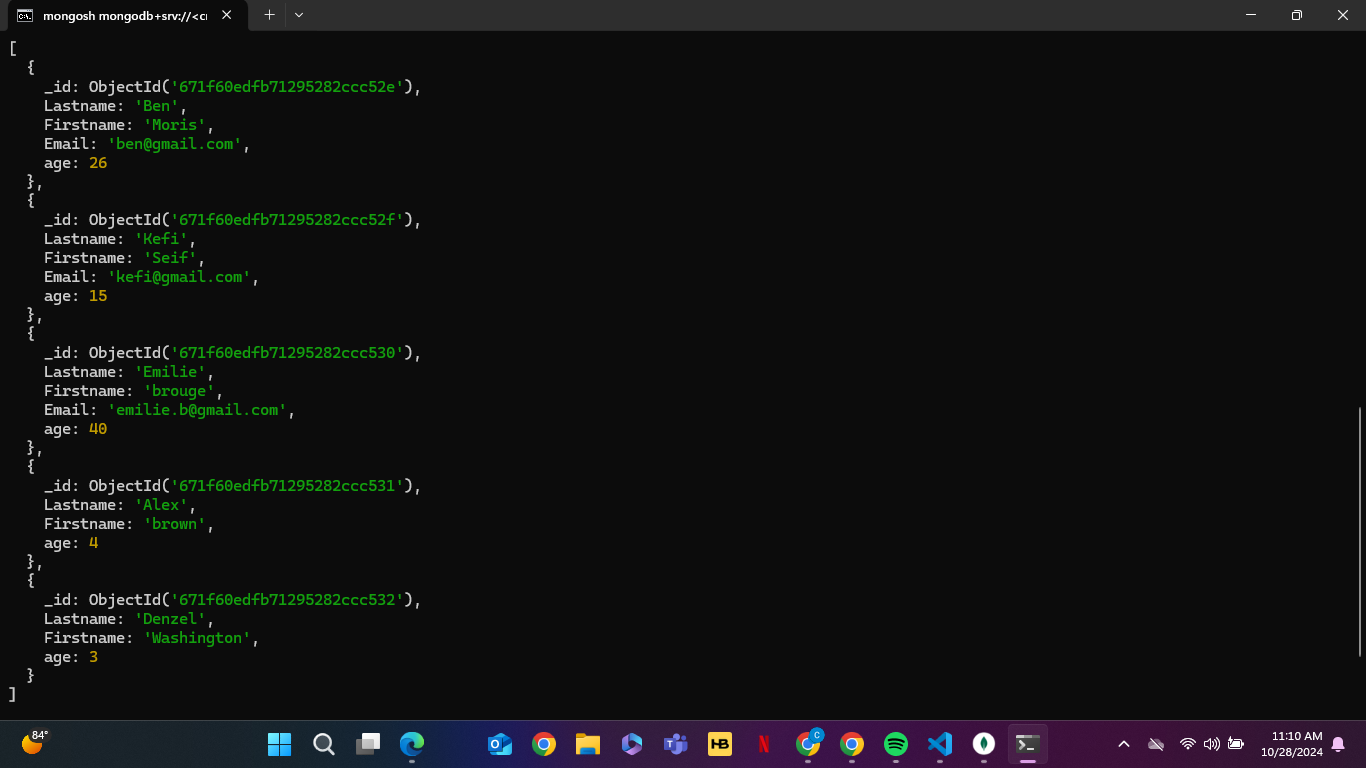 mongosh mongodb+srv://<cr
[
{
_id: ObjectId('671f60edfb71295282ccc52e'),
Lastname: 'Ben',
Firstname: 'Moris',
Email: 'ben@gmail.com',
age: 26
},
{
_id: ObjectId('671f60edfb71295282ccc52f'),
Lastname: 'Kefi',
Firstname: 'Seif',
Email: 'kefi@gmail.com',
age: 15
},
{
_id: ObjectId('671f60edfb71295282ccc530'),
Lastname: 'Emilie',
Firstname: 'brouge',
Email: 'emilie.b@gmail.com',
age: 40
},
{
_id: ObjectId('671f60edfb71295282ccc531'),
Lastname: 'Alex',
Firstname: 'brown',
age: 4
},
{
_id: ObjectId('671f60edfb71295282ccc532'),
Lastname: 'Denzel',
Firstname: 'Washington',
age: 3
}
]
84°
HB
N
C
11:10 AM
10/28/2024